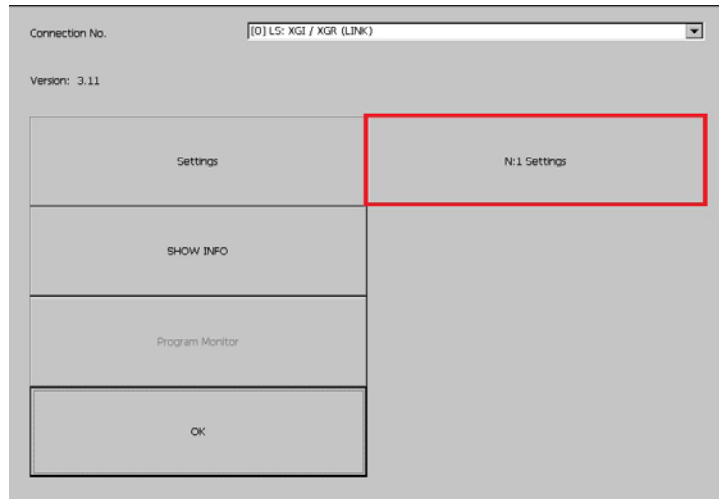 Connection No. [0] LS: XGI / XGR (LINK)
Version: 3.11
Settings N:1 Settings
SHOW INFO
Program Monitor
OK